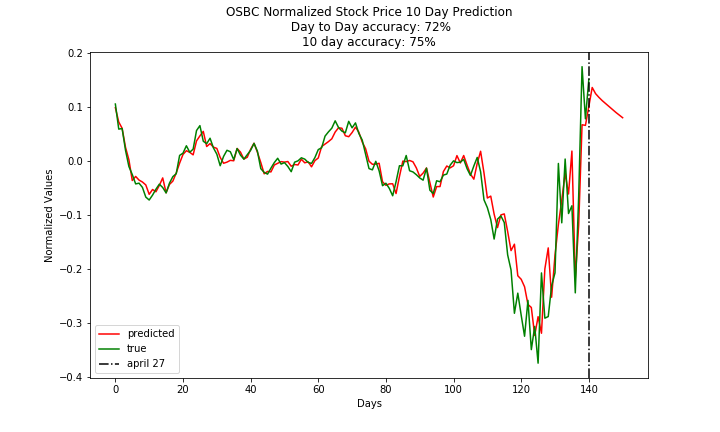 OSBC Normalized Stock Price 10 Day Prediction
Day to Day accuracy: 72%
10 day accuracy: 75%
Normalized Values
0.2
0.1
0.0
−0.1
−0.2
−0.3
−0.4
predicted
true
april 27
0
20
40
60
80
100
120
140
Days